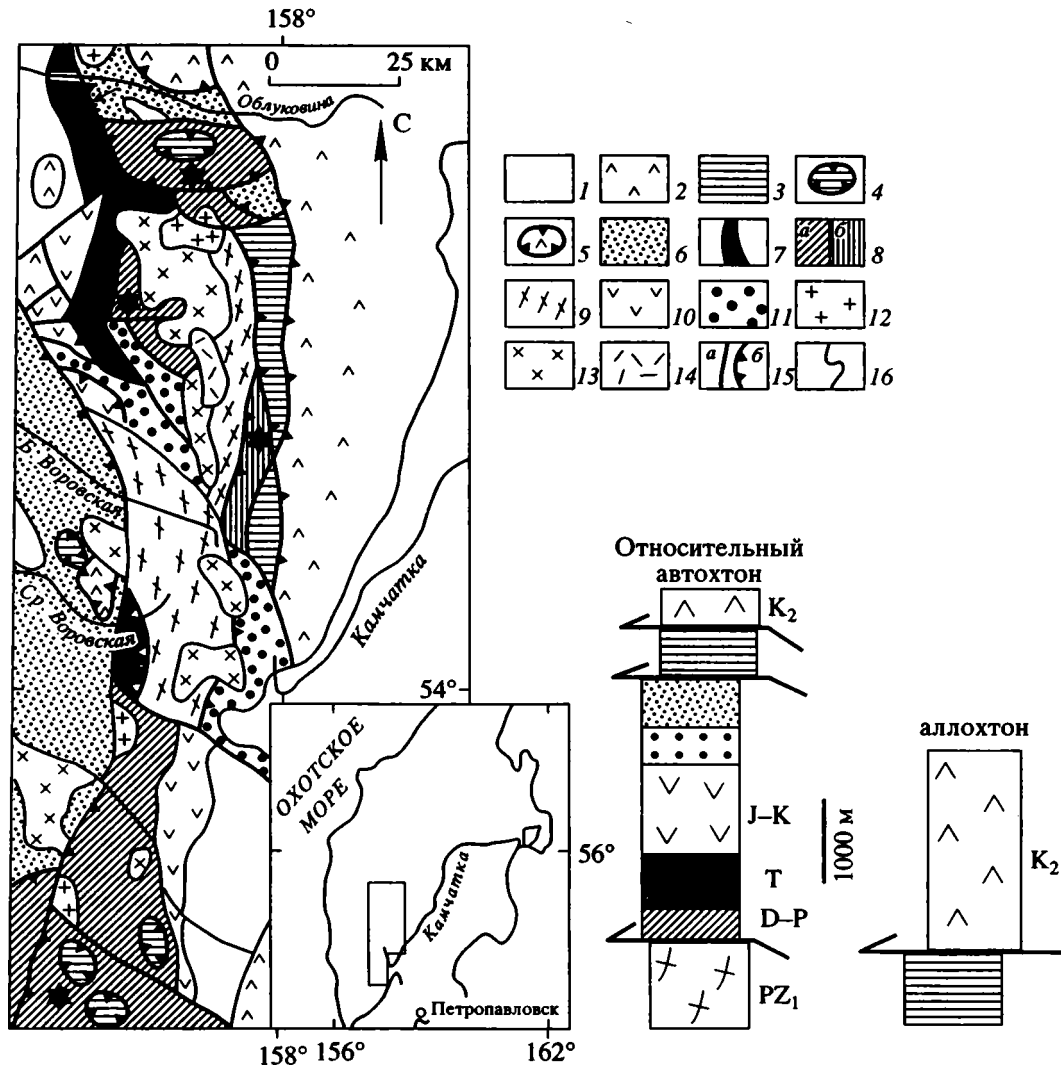 158°
0 25 км
Облуковина
С
1 2 3 4
а б
5 6 7 8
9 10 11 12
а б
13 14 15 16
Б. Воровская
Ср. Воровская
Камчатка
54°
Относительный
автохтон
K₂
аллохтон
J–K
1000 м
K₂
T
D–P
PZ₁
ОХОТСКОЕ
МОРЕ
56°
Камчатка
Петропавловск
158° 156° 162°